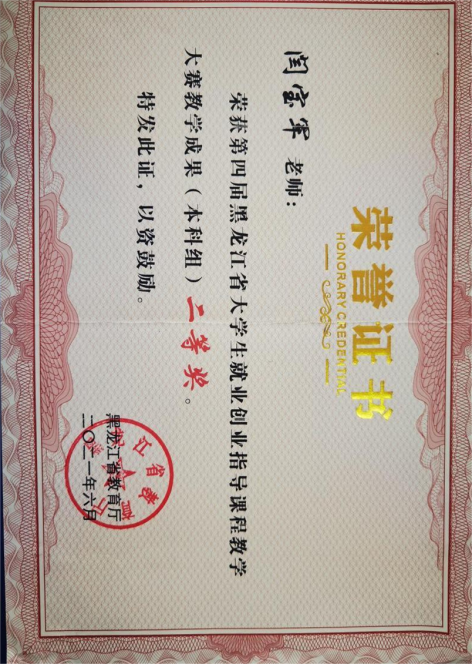 荣誉证书
HONORARY CREDENTIAL
闫宝军 老师：
荣获第四届黑龙江省大学生就业创业指导课程教学
大赛教学成果（本科组）二等奖。
特发此证，以资鼓励。
黑龙江省教育厅
二〇二一年六月